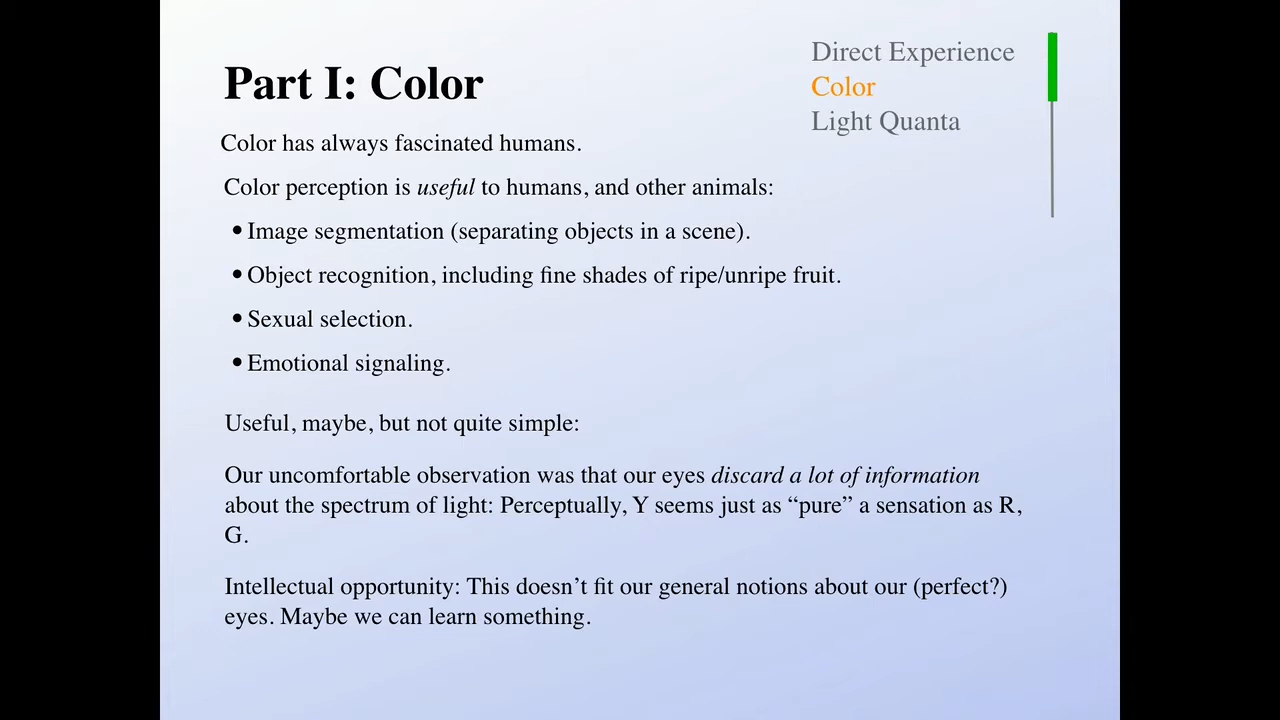 Part I: Color
Direct Experience
Color
Light Quanta
Color has always fascinated humans.
Color perception is useful to humans, and other animals:
• Image segmentation (separating objects in a scene).
• Object recognition, including fine shades of ripe/unripe fruit.
• Sexual selection.
• Emotional signaling.
Useful, maybe, but not quite simple:
Our uncomfortable observation was that our eyes discard a lot of information
about the spectrum of light: Perceptually, Y seems just as “pure” a sensation as R,
G.
Intellectual opportunity: This doesn’t fit our general notions about our (perfect?)
eyes. Maybe we can learn something.